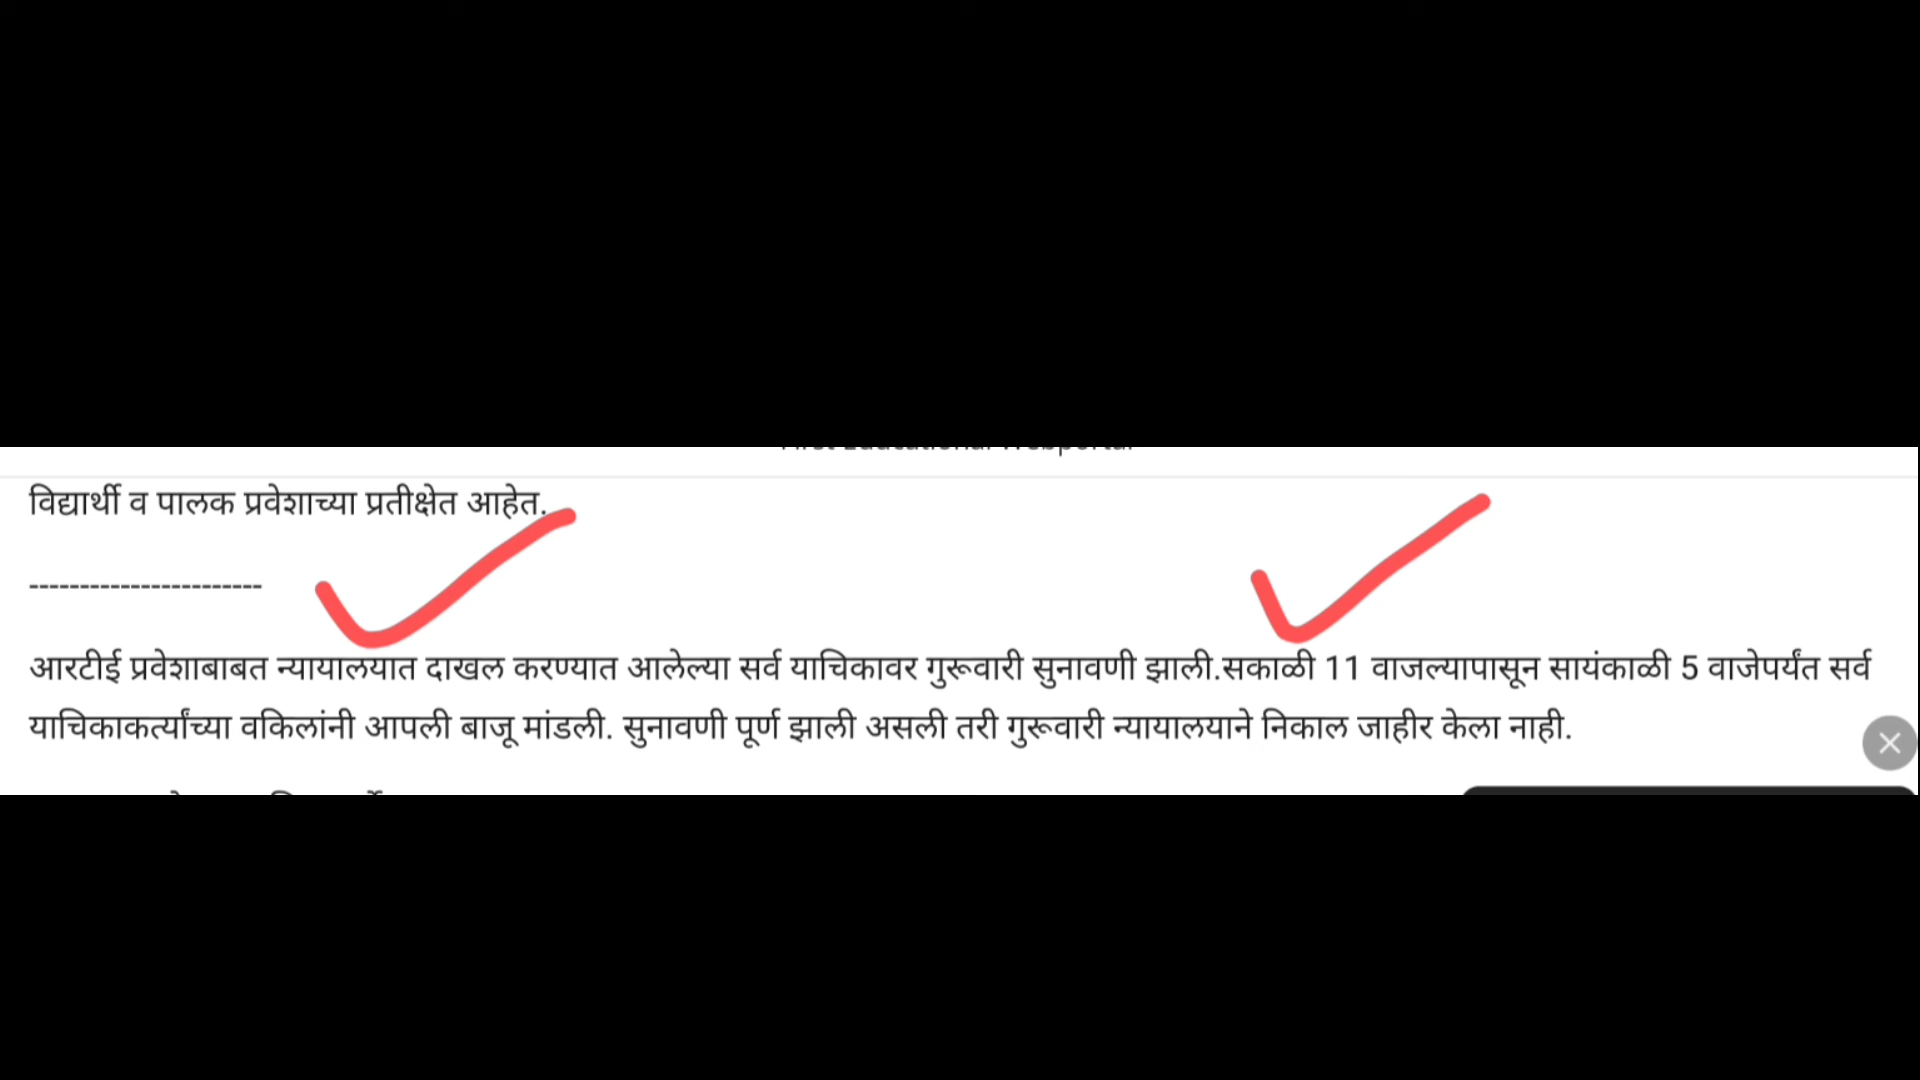 विद्यार्थी व पालक प्रवेशाच्या प्रतीक्षेत आहेत.
-----------------------
आरटीई प्रवेशाबाबत न्यायालयात दाखल करण्यात आलेल्या सर्व याचिकावर गुरूवारी सुनावणी झाली.सकाळी 11 वाजल्यापासून सायंकाळी 5 वाजेपर्यंत सर्व
याचिकाकर्त्यांच्या वकिलांनी आपली बाजू मांडली. सुनावणी पूर्ण झाली असली तरी गुरूवारी न्यायालयाने निकाल जाहीर केला नाही.